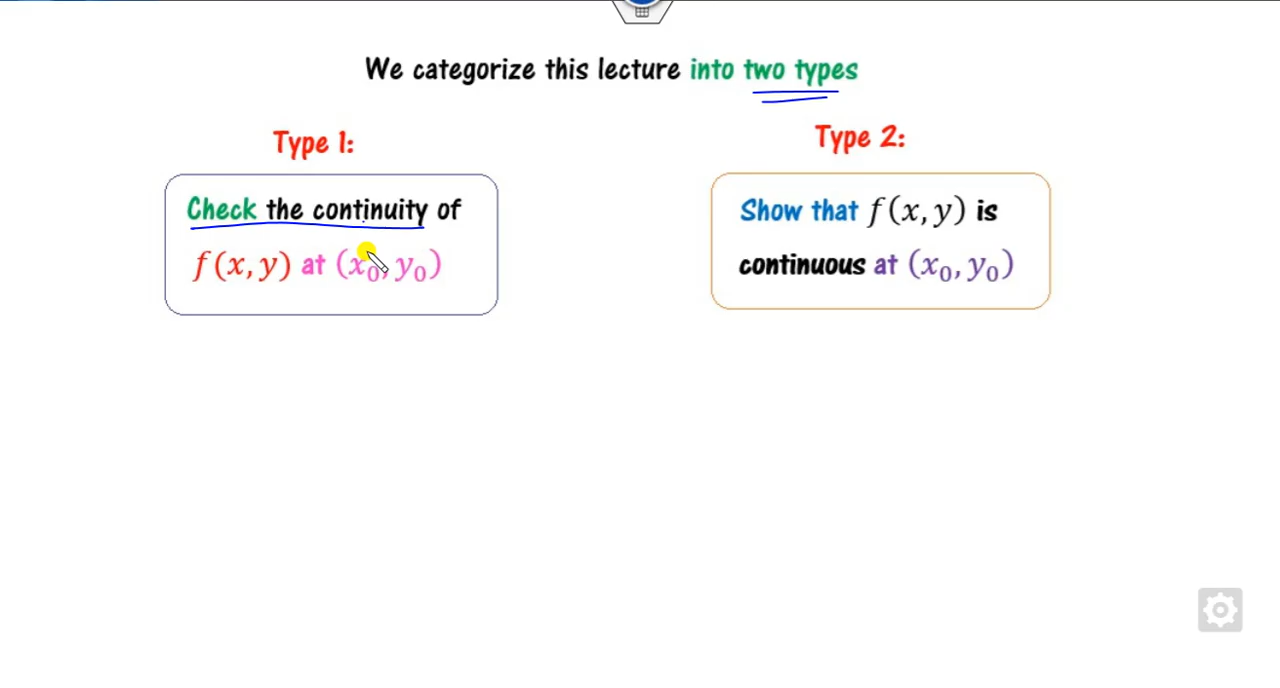 We categorize this lecture into two types
Type 1:
Check the continuity of
f(x, y) at (x₀, y₀)
Type 2:
Show that f(x, y) is
continuous at (x₀, y₀)